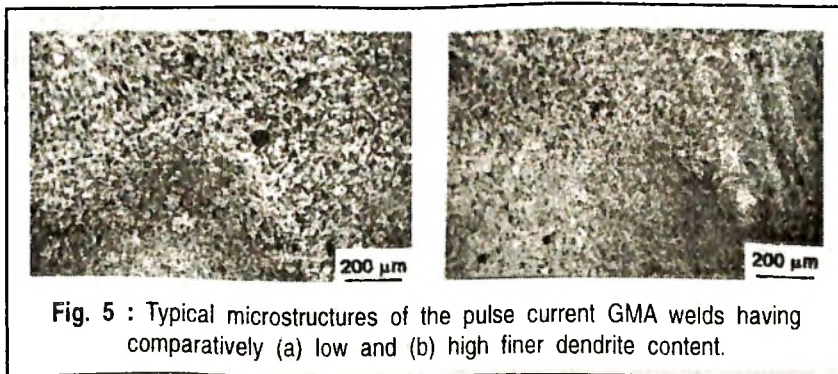 200 µm
200 µm
Fig. 5 : Typical microstructures of the pulse current GMA welds having
comparatively (a) low and (b) high finer dendrite content.